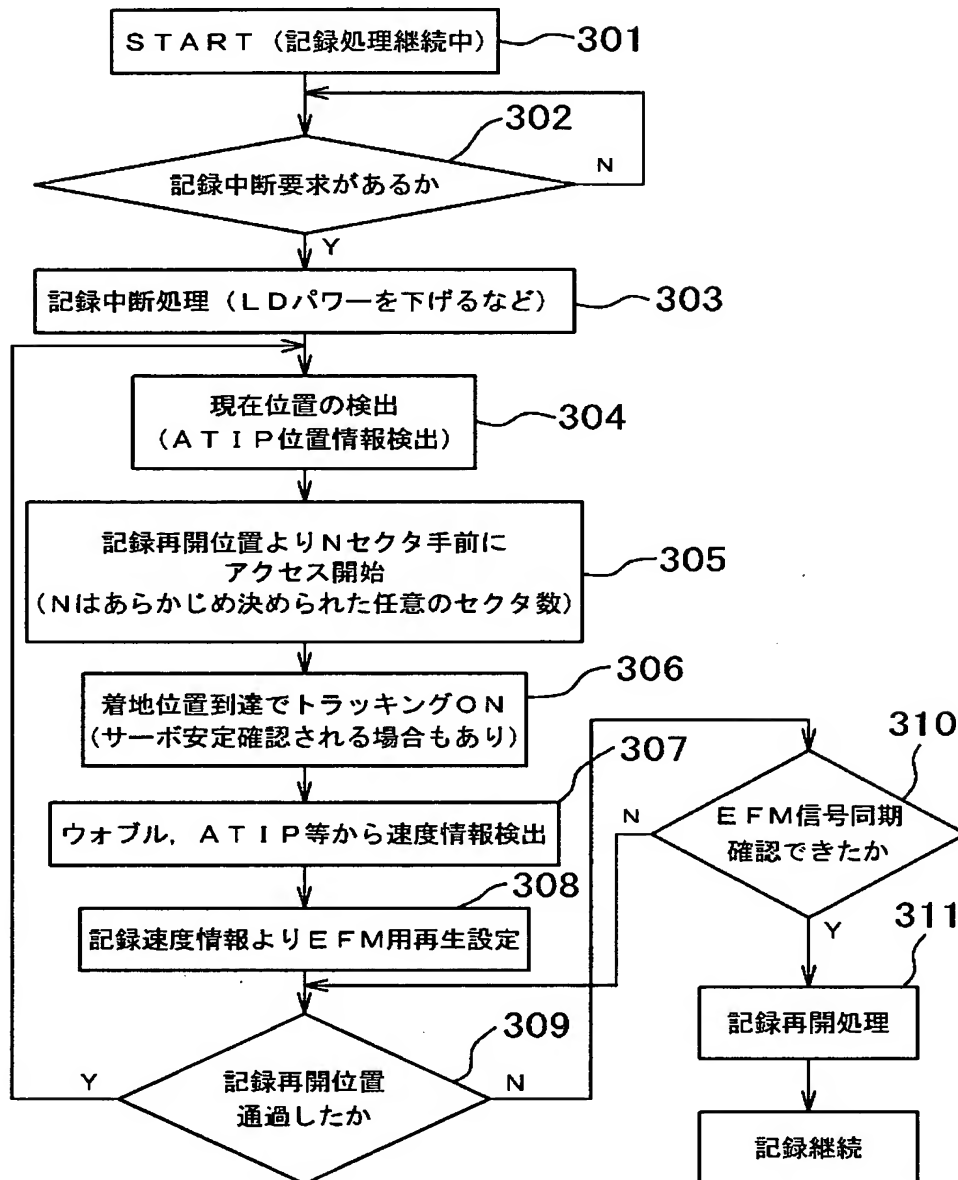 ＳＴＡＲＴ（記録処理継続中）
301
302
記録中断要求があるか
N
Y
記録中断処理（ＬＤパワーを下げるなど）
303
現在位置の検出
（ＡＴＩＰ位置情報検出）
304
記録再開位置よりＮセクタ手前に
アクセス開始
（Ｎはあらかじめ決められた任意のセクタ数）
305
306
着地位置到達でトラッキングＯＮ
（サーボ安定確認される場合もあり）
307
ウォブル，ＡＴＩＰ等から速度情報検出
308
記録速度情報よりＥＦＭ用再生設定
309
記録再開位置
通過したか
Y
N
310
ＥＦＭ信号同期
確認できたか
N
Y
311
記録再開処理
記録継続